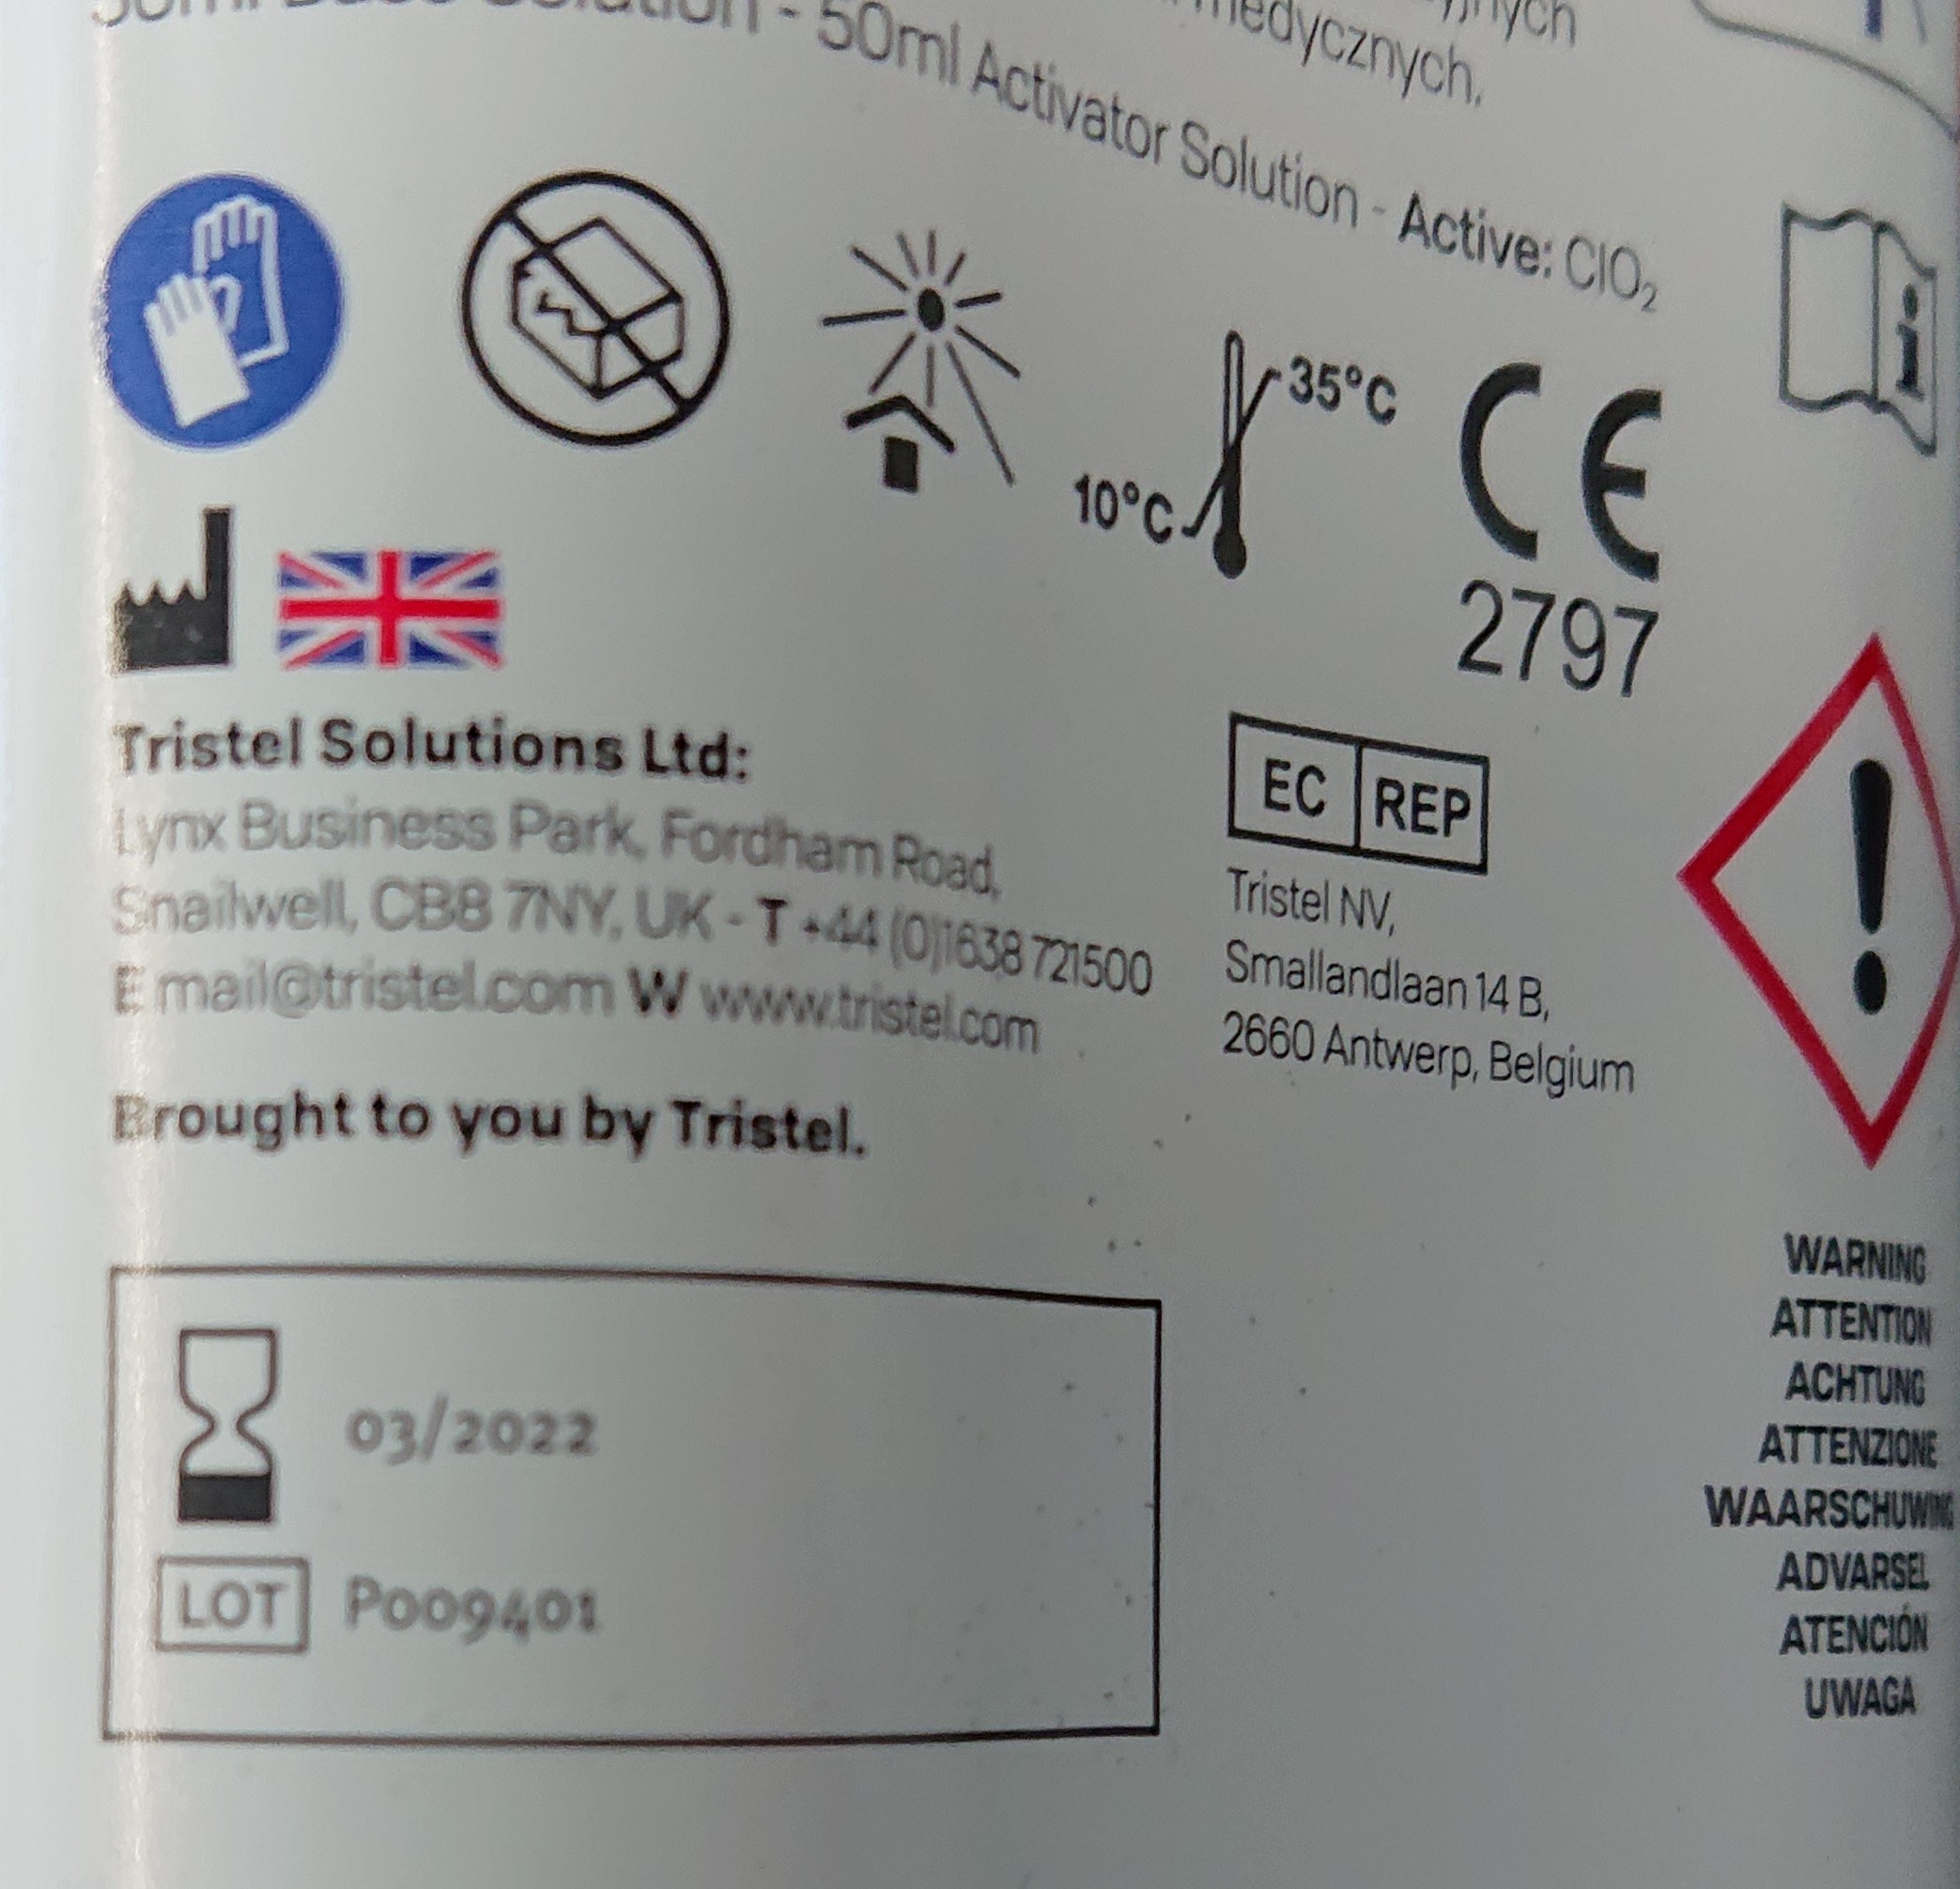 medycznych.
- 50ml Activator Solution - Active: ClO₂
35°C
10°C
CE
2797
i
Tristel Solutions Ltd:
Lynx Business Park, Fordham Road,
Snailwell, CB8 7NY, UK - T +44 (0)1638 721500
E mail@tristel.com W www.tristel.com
Brought to you by Tristel.
EC REP
Tristel NV,
Smallandlaan 14 B,
2660 Antwerp, Belgium
!
WARNING
ATTENTION
ACHTUNG
ATTENZIONE
WAARSCHUWING
ADVARSEL
ATENCIÓN
UWAGA
03/2022
LOT P009401